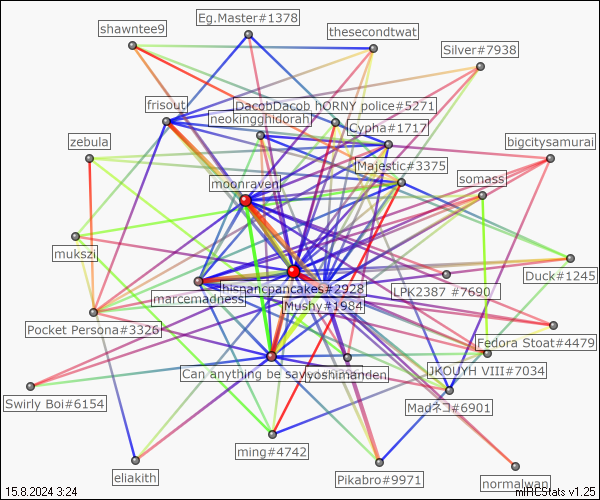 Eg.Master#1378
shawntee9
thesecondtwat
Silver#7938
frisout
DacobDacob hORNY police#5271
neokingghidorah
Cypha#1717
zebula
bigcitysamurai
Majestic#3375
moonraven
somass
mukszi
Duck#1245
hispancpancakes#2928
LPK2387 #7690
marcemadness
Mushy#1984
Pocket Persona#3326
Fedora Stoat#4479
Can anything be
yoshimanden
JKOUYH VIII#7034
Swirly Boi#6154
Madネコ#6901
ming#4742
eliakith
Pikabro#9971
normalwan
15.8.2024 3:24
mIRCStats v1.25